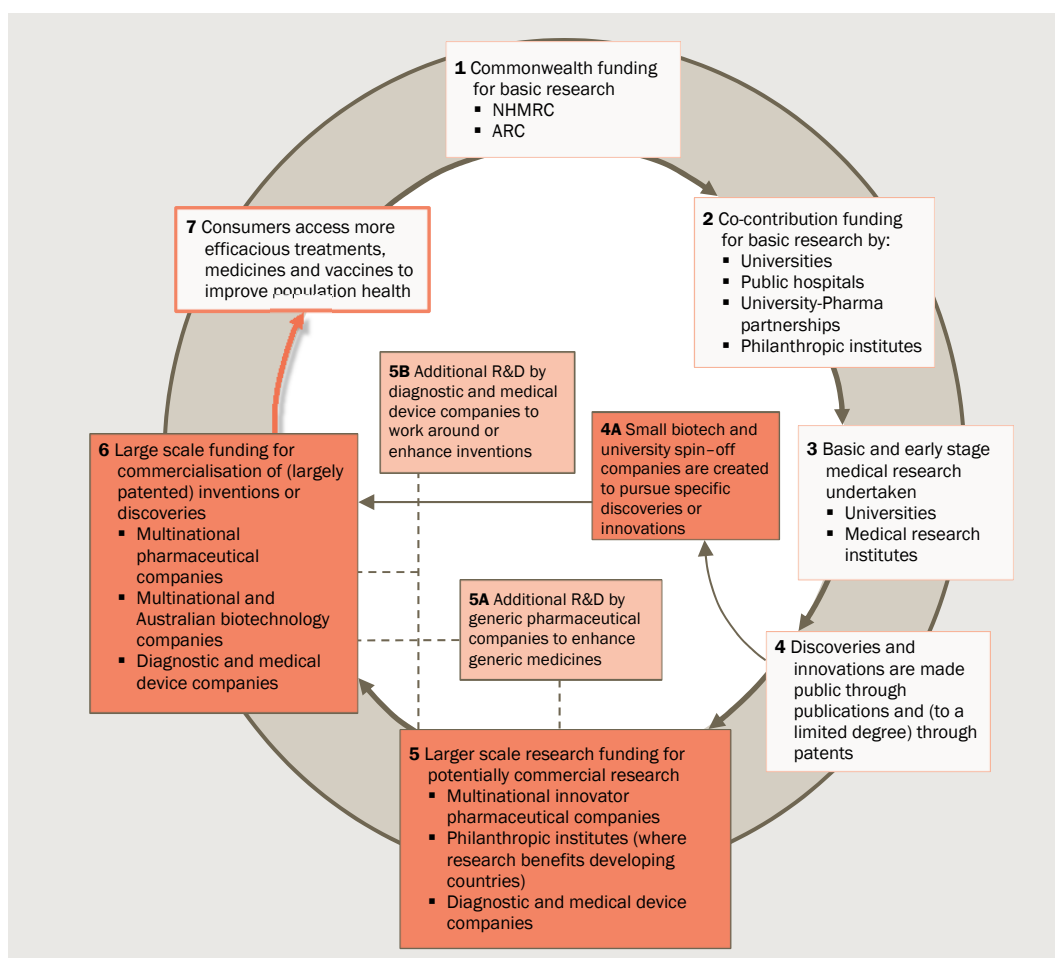 1 Commonwealth funding
for basic research
▪ NHMRC
▪ ARC
2 Co-contribution funding
for basic research by:
▪ Universities
▪ Public hospitals
▪ University-Pharma
partnerships
▪ Philanthropic institutes
3 Basic and early stage
medical research
undertaken
▪ Universities
▪ Medical research
institutes
4 Discoveries and
innovations are made
public through
publications and (to a
limited degree) through
patents
4A Small biotech and
university spin–off
companies are created
to pursue specific
discoveries or
innovations
5 Larger scale research funding for
potentially commercial research
▪ Multinational innovator
pharmaceutical companies
▪ Philanthropic institutes (where
research benefits developing
countries)
▪ Diagnostic and medical device
companies
5A Additional R&D by
generic pharmaceutical
companies to enhance
generic medicines
5B Additional R&D by
diagnostic and medical
device companies to
work around or
enhance inventions
6 Large scale funding for
commercialisation of (largely
patented) inventions or
discoveries
▪ Multinational
pharmaceutical
companies
▪ Multinational and
Australian biotechnology
companies
▪ Diagnostic and medical
device companies
7 Consumers access more
efficacious treatments,
medicines and vaccines to
improve population health